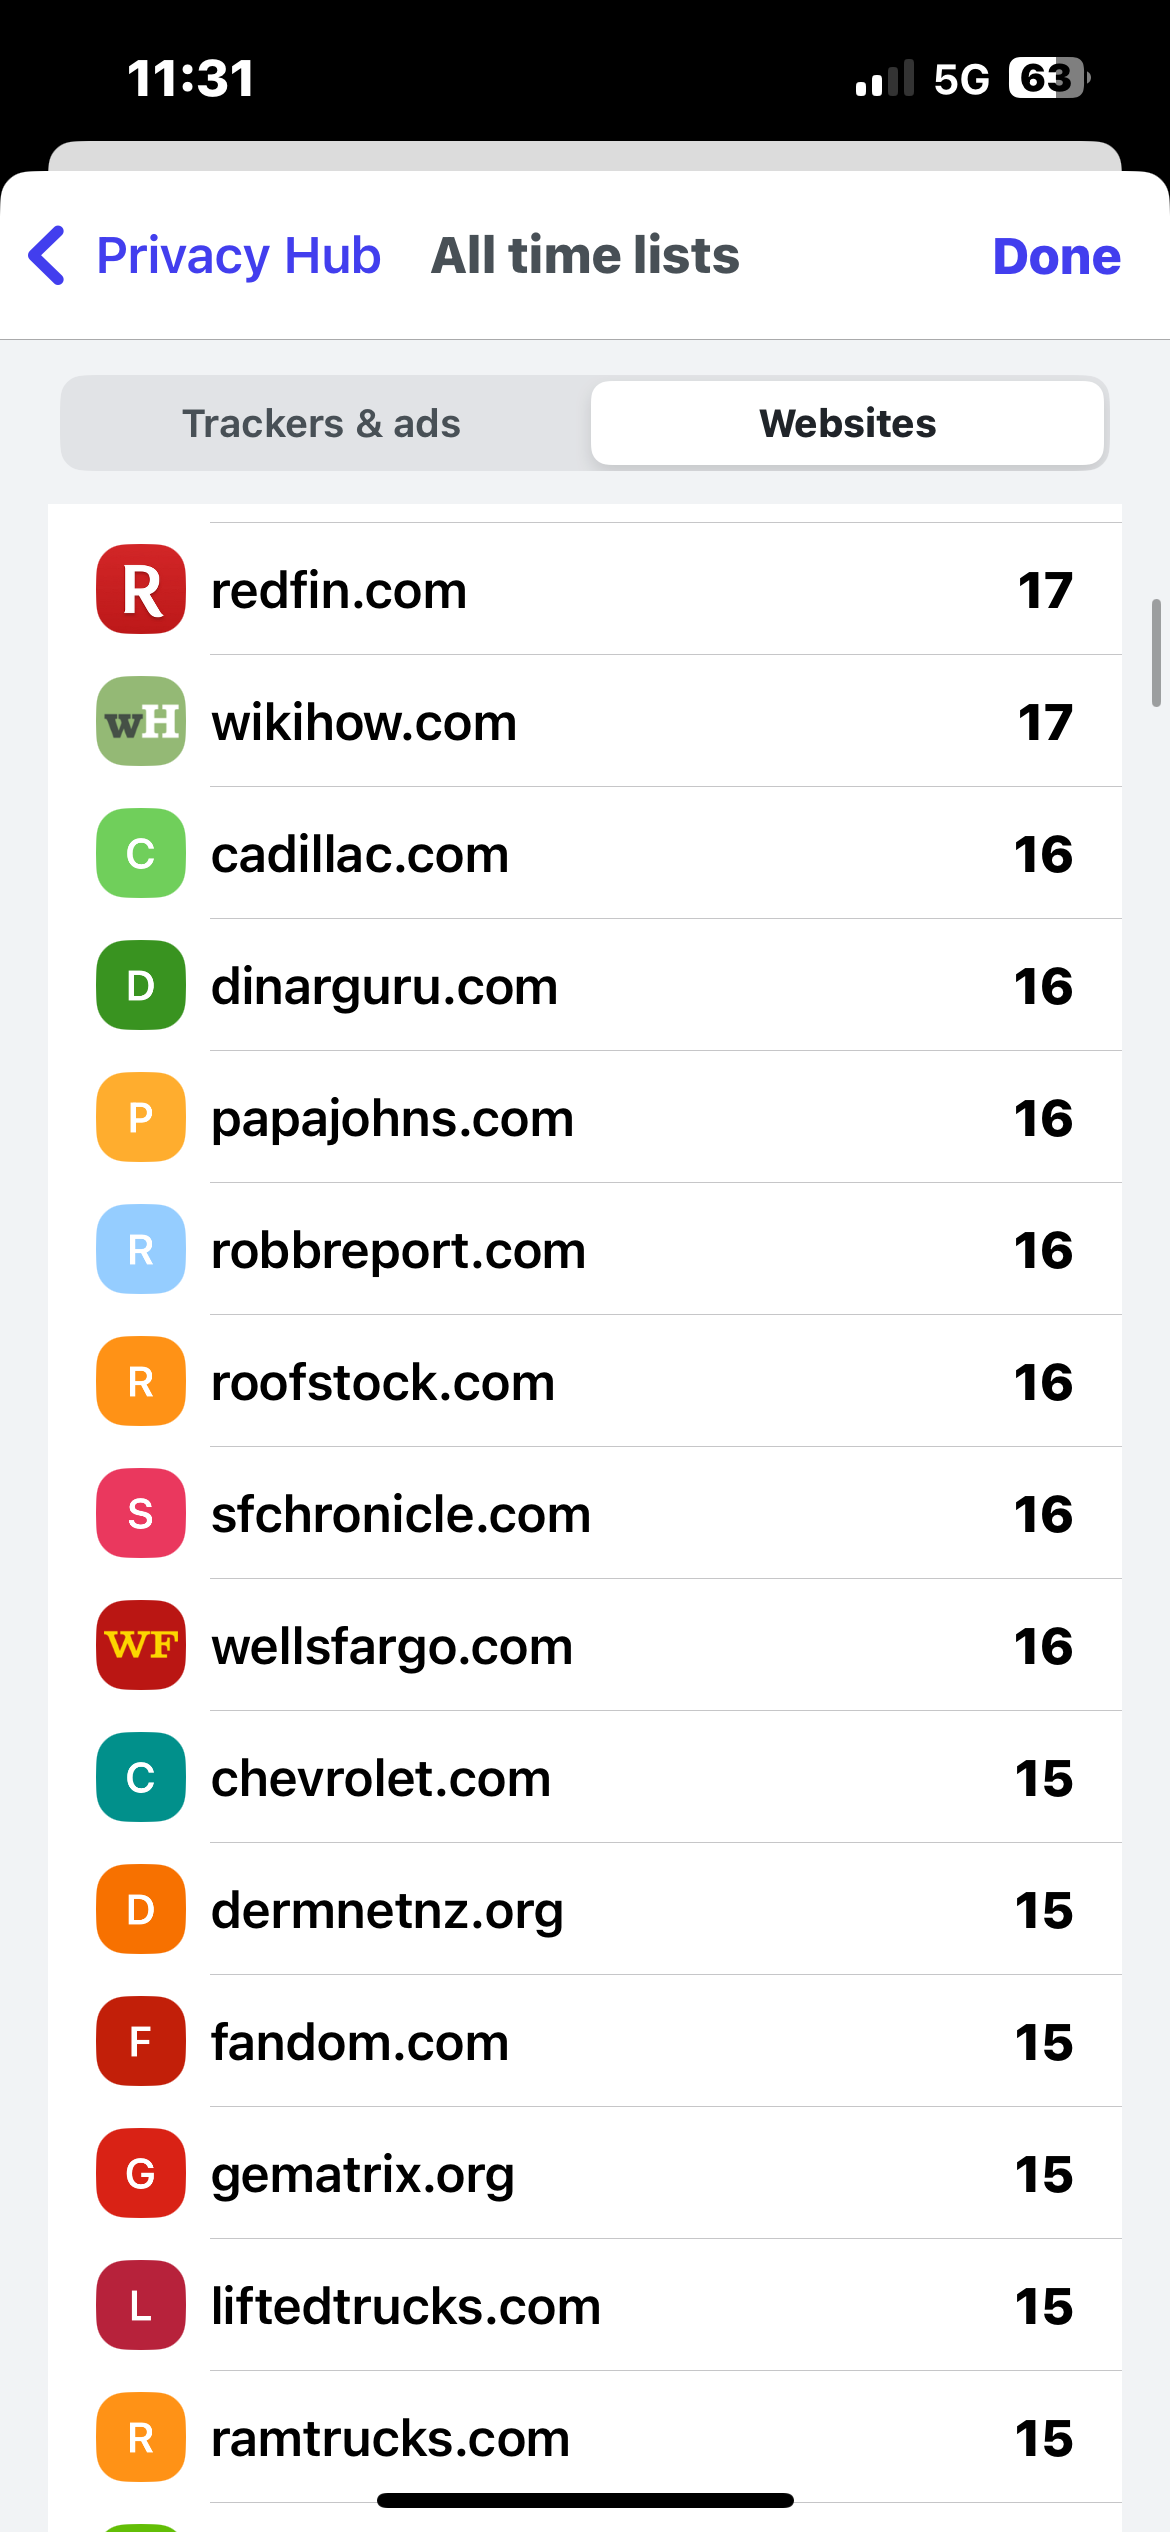 11:31
5G 63
Privacy Hub All time lists Done
Trackers & ads Websites
R redfin.com 17
wH wikihow.com 17
C cadillac.com 16
D dinarguru.com 16
P papajohns.com 16
R robbreport.com 16
R roofstock.com 16
S sfchronicle.com 16
WF wellsfargo.com 16
C chevrolet.com 15
D dermnetnz.org 15
F fandom.com 15
G gematrix.org 15
L liftedtrucks.com 15
R ramtrucks.com 15